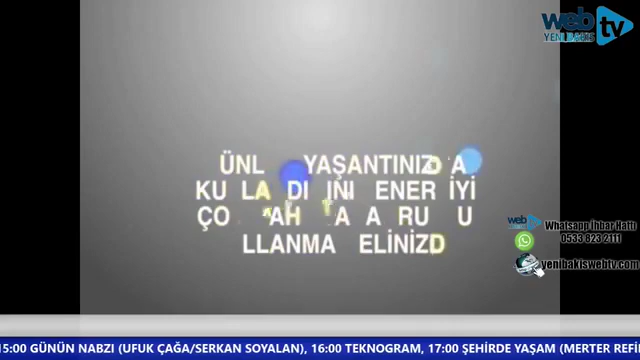 web tv
YENİ BAKIŞ
ÜNL YAŞANTINIZDA
KU LA DI INI ENER İYİ
ÇO AH A A RU U
LLANMA ELİNİZD
web
Whatsapp İhbar Hattı
0533 823 2111
yenibakiswebtv.com
15:00 GÜNÜN NABZI (UFUK ÇAĞA/SERKAN SOYALAN), 16:00 TEKNOGRAM, 17:00 ŞEHİRDE YAŞAM (MERTER REFİ